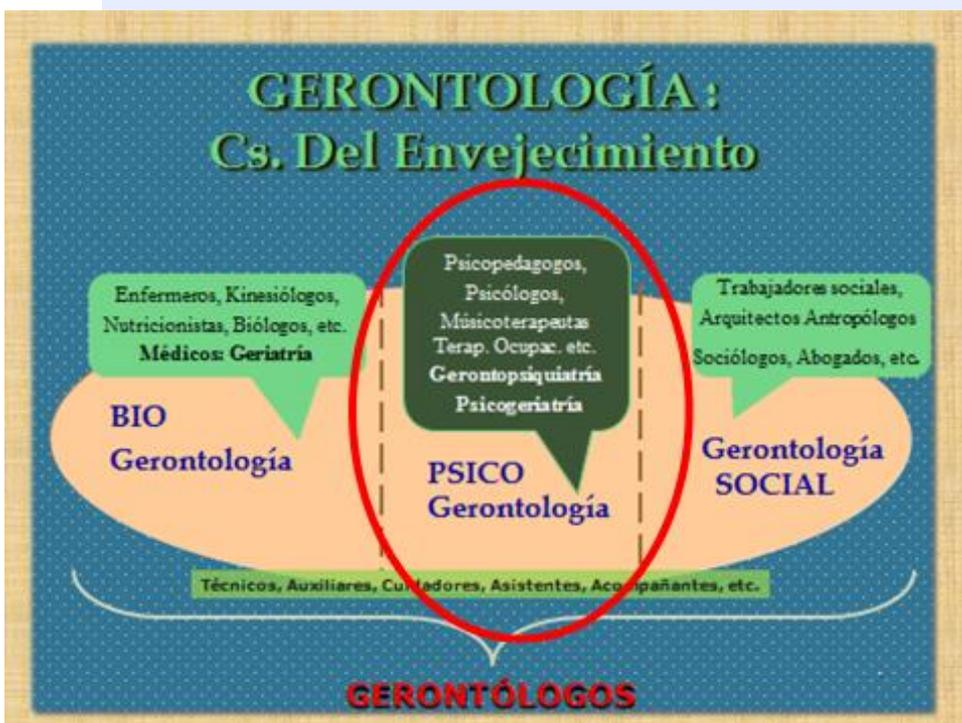 GERONTOLOGÍA :
Cs. Del Envejecimiento
Enfermeros, Kinesiólogos,
Nutricionistas, Biólogos, etc.
Médicos: Geriatría
BIO
Gerontología
Psicopedagogos,
Psicólogos,
Músicoterapeutas
Terap. Ocupac. etc.
Gerontopsiquiatría
Psicogeriatría
PSICO
Gerontología
Trabajadores sociales,
Arquitectos Antropólogos
Sociólogos, Abogados, etc.
Gerontología
SOCIAL
Técnicos, Auxiliares, Cuidadores, Asistentes, Acompañantes, etc.
GERONTÓLOGOS